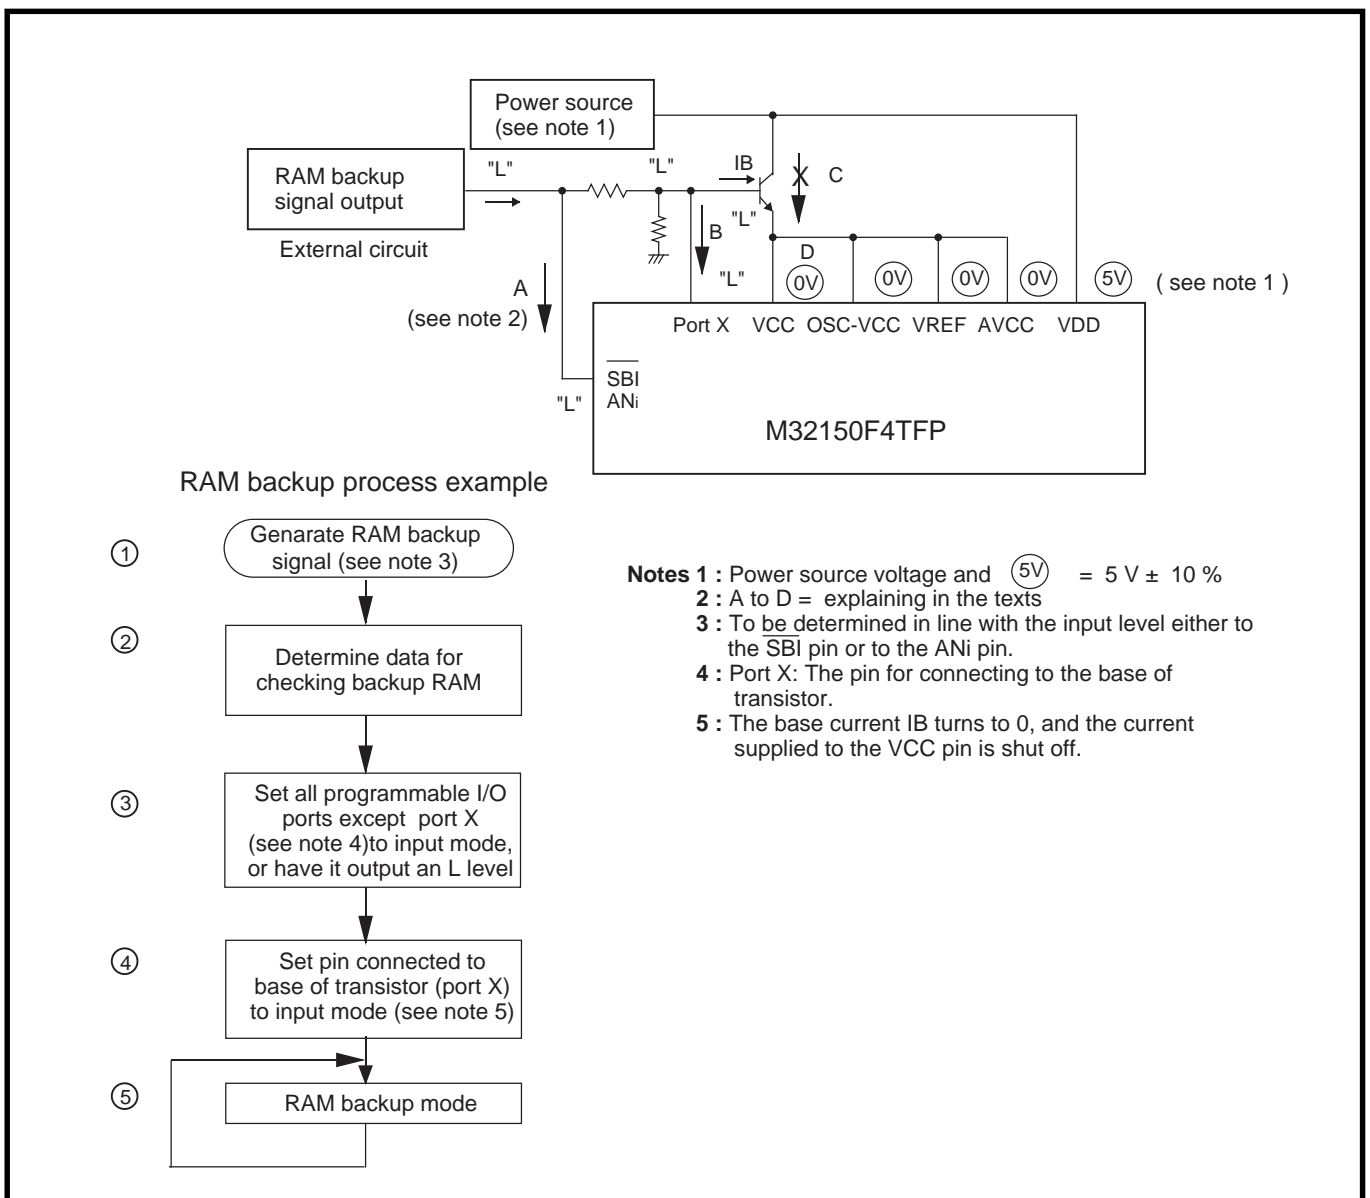 Power source
(see note 1)
RAM backup
signal output
External circuit
"L"
"L"
IB
X
C
"L"
B
"L"
A
(see note 2)
D
0V
0V
0V
0V
5V
( see note 1 )
Port X VCC OSC-VCC VREF AVCC VDD
SBI
ANi
"L"
M32150F4TFP
RAM backup process example
1
Genarate RAM backup
signal (see note 3)
2
Determine data for
checking backup RAM
3
Set all programmable I/O
ports except port X
(see note 4)to input mode,
or have it output an L level
4
Set pin connected to
base of transistor (port X)
to input mode (see note 5)
5
RAM backup mode
Notes 1 : Power source voltage and 5V = 5 V ± 10 %
2 : A to D = explaining in the texts
3 : To be determined in line with the input level either to
the SBI pin or to the ANi pin.
4 : Port X: The pin for connecting to the base of
transistor.
5 : The base current IB turns to 0, and the current
supplied to the VCC pin is shut off.